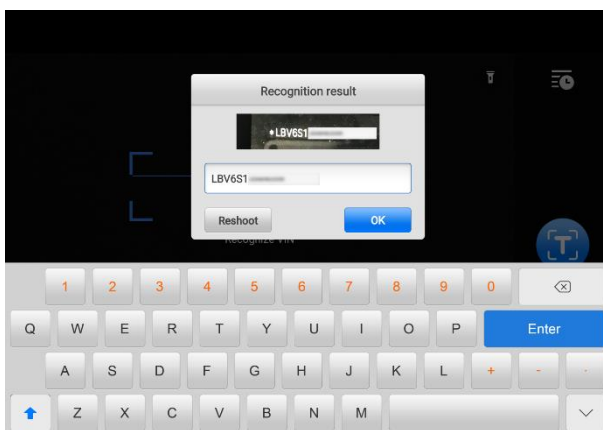 Recognition result
LBV6S1
LBV6S1
Reshoot
OK
Recognize VIN
1 2 3 4 5 6 7 8 9 0
Q W E R T Y U I O P Enter
A S D F G H J K L + - .
Z X C V B N M